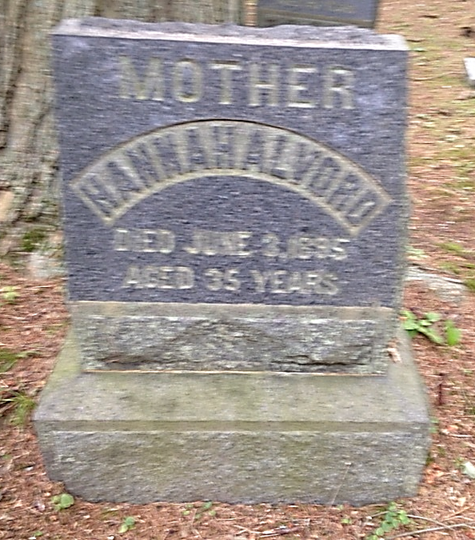 MOTHER
HANNAH ALVORD
DIED JUNE 3, 1895
AGED 35 YEARS